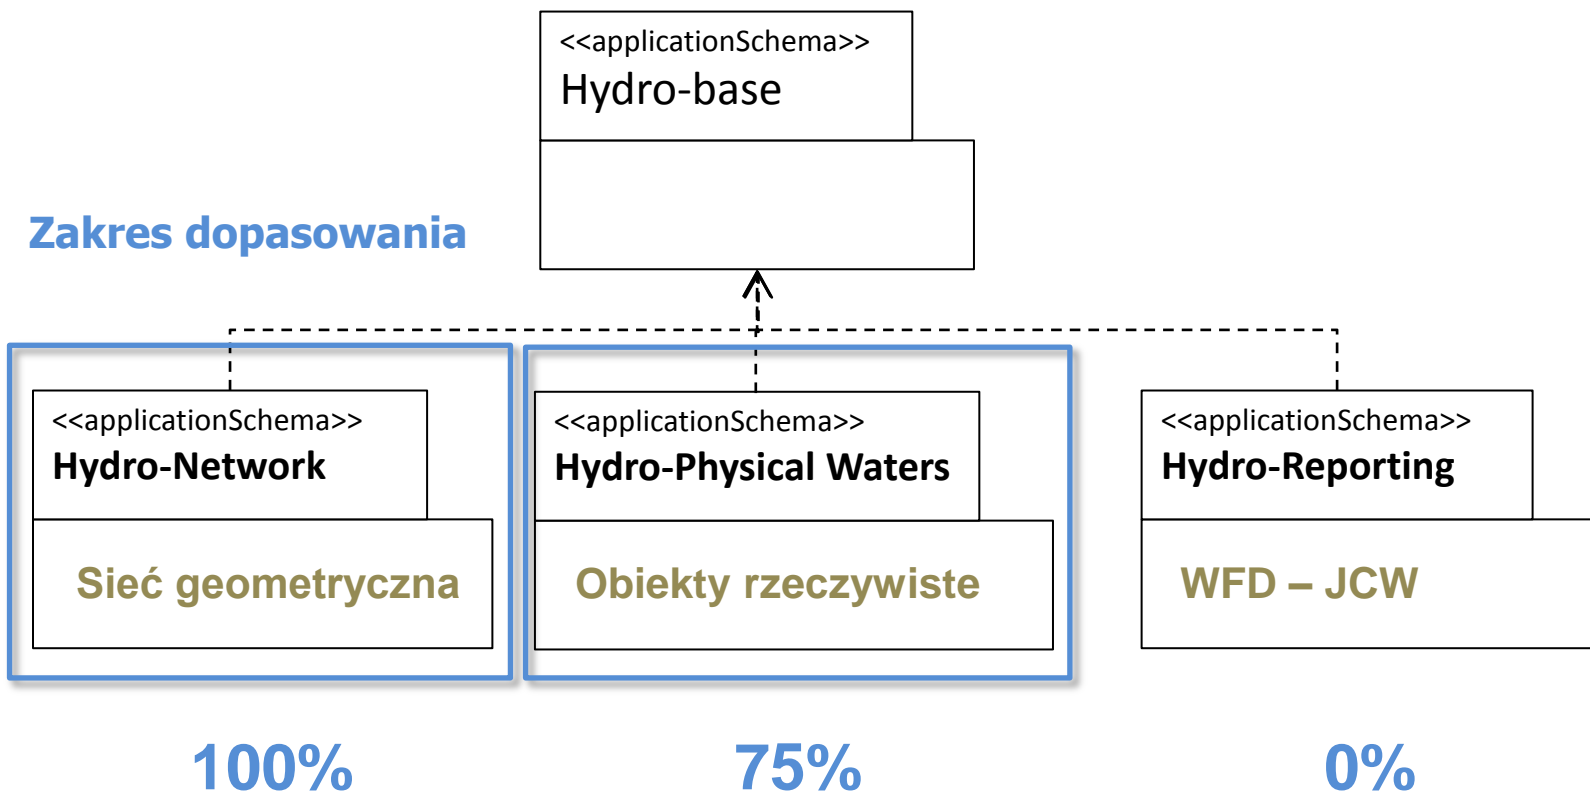 <<applicationSchema>>
Hydro-base
Zakres dopasowania
<<applicationSchema>>
Hydro-Network
Sieć geometryczna
<<applicationSchema>>
Hydro-Physical Waters
Obiekty rzeczywiste
<<applicationSchema>>
Hydro-Reporting
WFD – JCW
100%
75%
0%